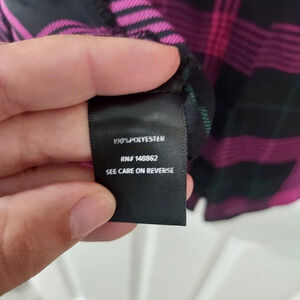 100%POLYESTER
RN# 148862
SEE CARE ON REVERSE